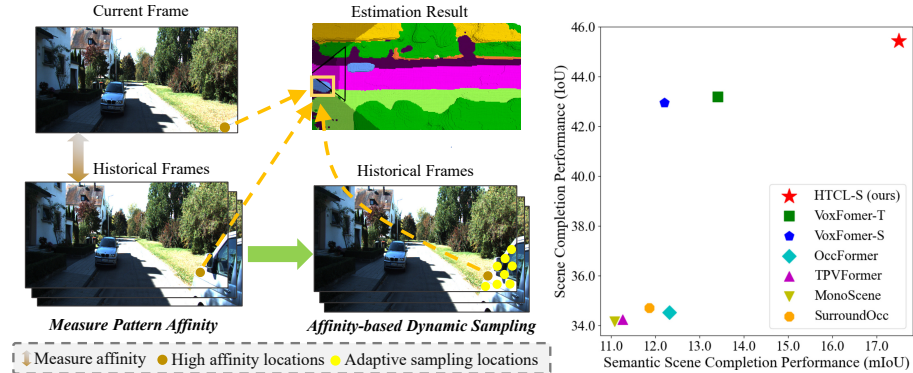 Current Frame
Estimation Result
Historical Frames
Historical Frames
Measure Pattern Affinity
Affinity-based Dynamic Sampling
Measure affinity
High affinity locations
Adaptive sampling locations
Scene Completion Performance (IoU)
46.0
44.0
42.0
40.0
38.0
36.0
34.0
HTCL-S (ours)
VoxFomer-T
VoxFomer-S
OccFormer
TPVFormer
MonoScene
SurroundOcc
11.0 12.0 13.0 14.0 15.0 16.0 17.0
Semantic Scene Completion Performance (mIoU)